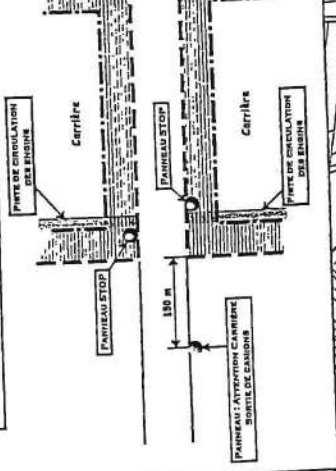 PISTE DE CIRCULATION
DES ENGINS
Carrière
PANNEAU STOP
PANNEAU STOP
150 m
Carrière
PISTE DE CIRCULATION
DES ENGINS
PANNEAU : ATTENTION CARRIÈRE
SORTIE DE CAMIONS